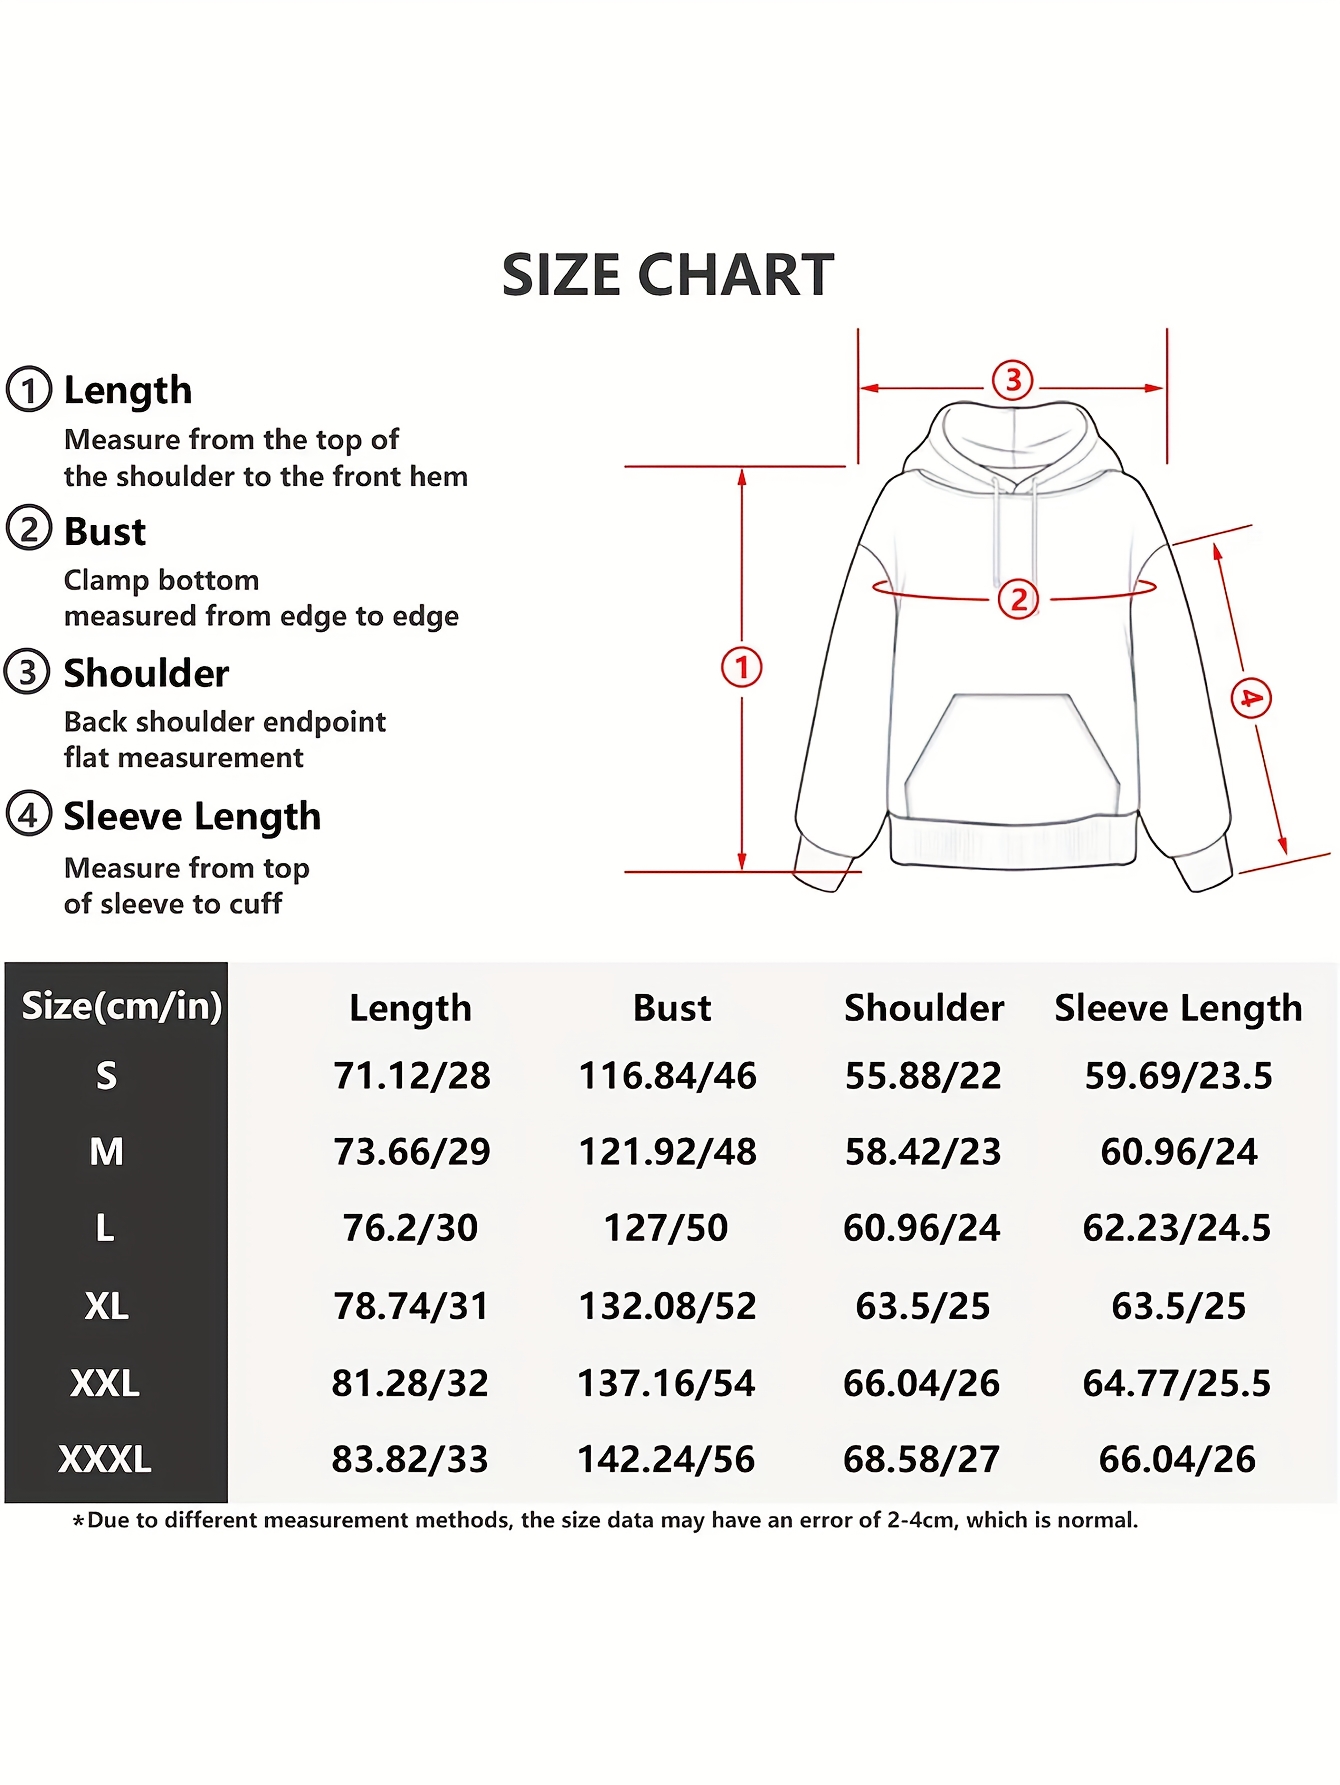 SIZE CHART
① Length
Measure from the top of
the shoulder to the front hem
② Bust
Clamp bottom
measured from edge to edge
③ Shoulder
Back shoulder endpoint
flat measurement
④ Sleeve Length
Measure from top
of sleeve to cuff
③
②
①
④
Size(cm/in) Length Bust Shoulder Sleeve Length
S 71.12/28 116.84/46 55.88/22 59.69/23.5
M 73.66/29 121.92/48 58.42/23 60.96/24
L 76.2/30 127/50 60.96/24 62.23/24.5
XL 78.74/31 132.08/52 63.5/25 63.5/25
XXL 81.28/32 137.16/54 66.04/26 64.77/25.5
XXXL 83.82/33 142.24/56 68.58/27 66.04/26
*Due to different measurement methods, the size data may have an error of 2-4cm, which is normal.